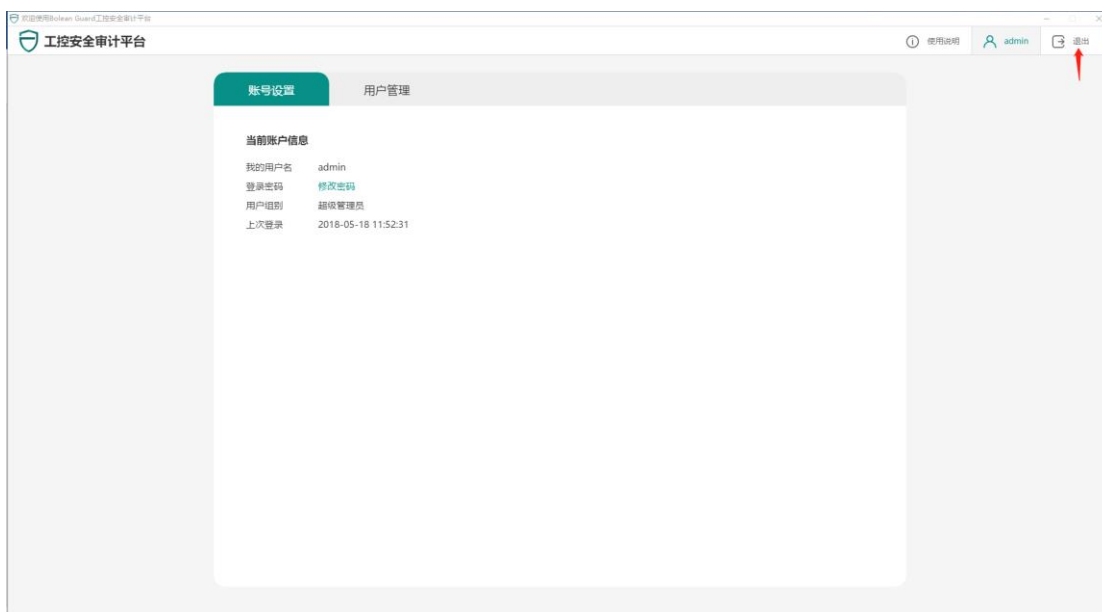 欢迎使用Bolean Guard工控安全审计平台
工控安全审计平台
使用说明 admin 退出
账号设置 用户管理
当前账户信息
我的用户名 admin
登录密码 修改密码
用户组别 超级管理员
上次登录 2018-05-18 11:52:31